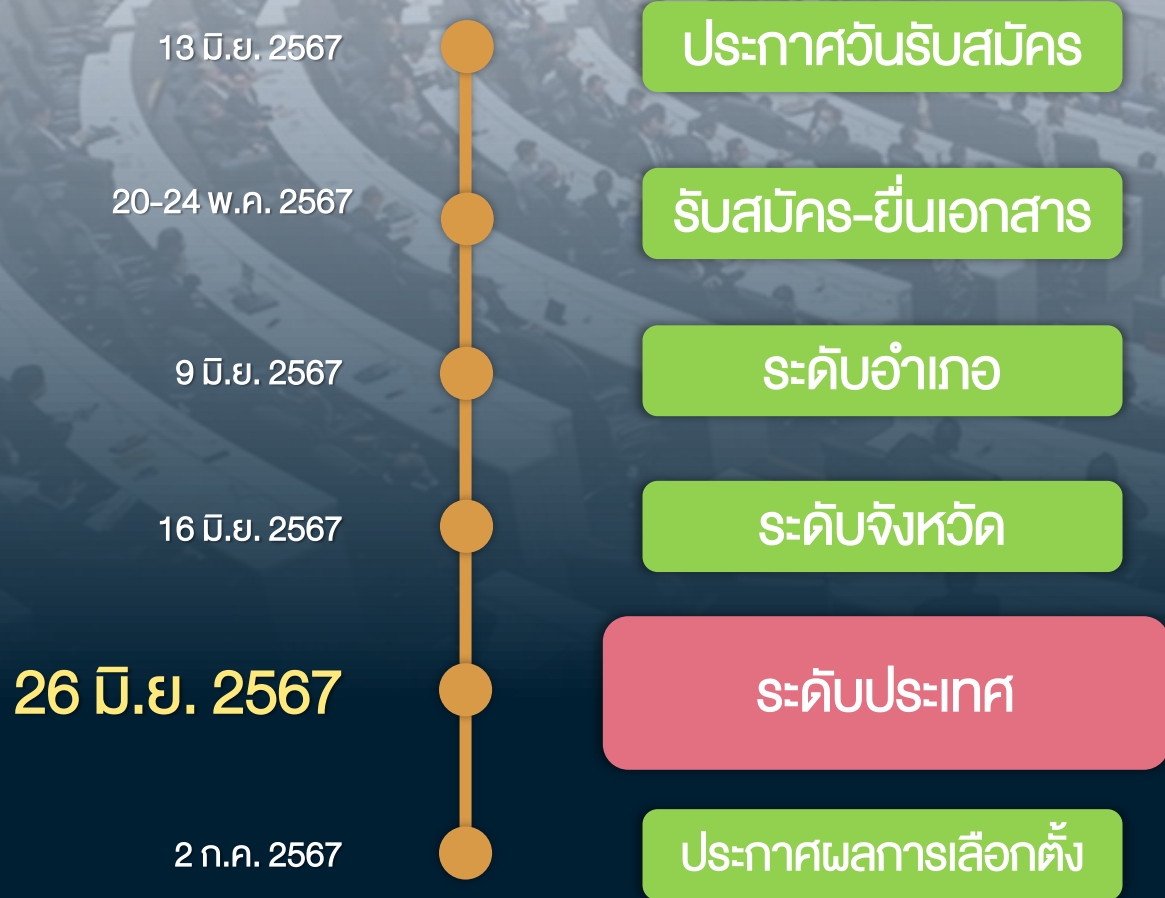 13 มิ.ย. 2567
ประกาศวันรับสมัคร
20-24 พ.ค. 2567
รับสมัคร-ยื่นเอกสาร
9 มิ.ย. 2567
ระดับอำเภอ
16 มิ.ย. 2567
ระดับจังหวัด
26 มิ.ย. 2567
ระดับประเทศ
2 ก.ค. 2567
ประกาศผลการเลือกตั้ง